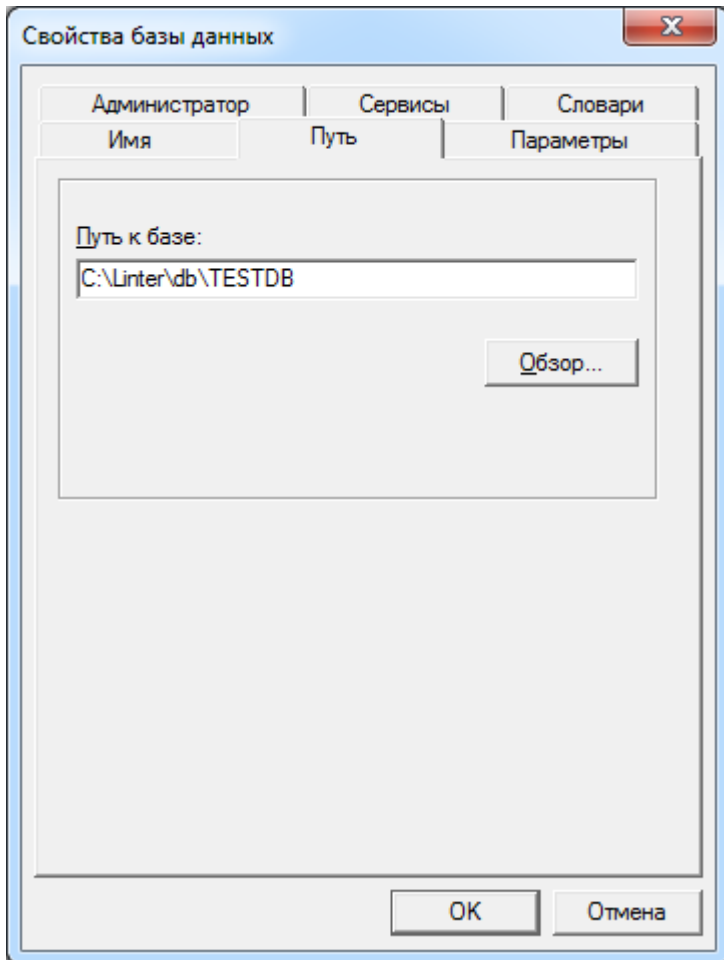 Свойства базы данных
Администратор Сервисы Словари
Имя Путь Параметры
Путь к базе:
C:\Linter\db\TESTDB
Обзор...
OK Отмена